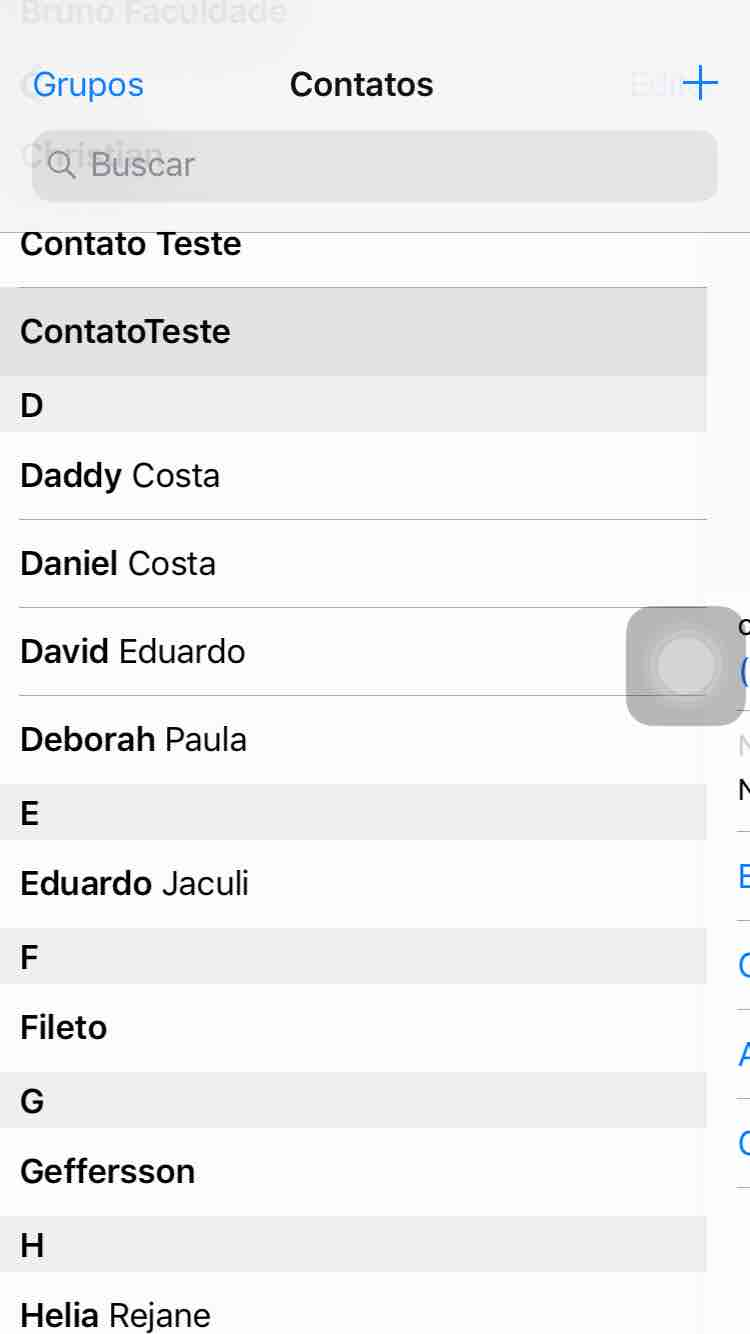 Bruno Faculdade
Grupos
Contatos
+
Christian
Buscar
Contato Teste
ContatoTeste
D
Daddy Costa
Daniel Costa
David Eduardo
Deborah Paula
E
Eduardo Jaculi
F
Fileto
G
Geffersson
H
Helia Rejane